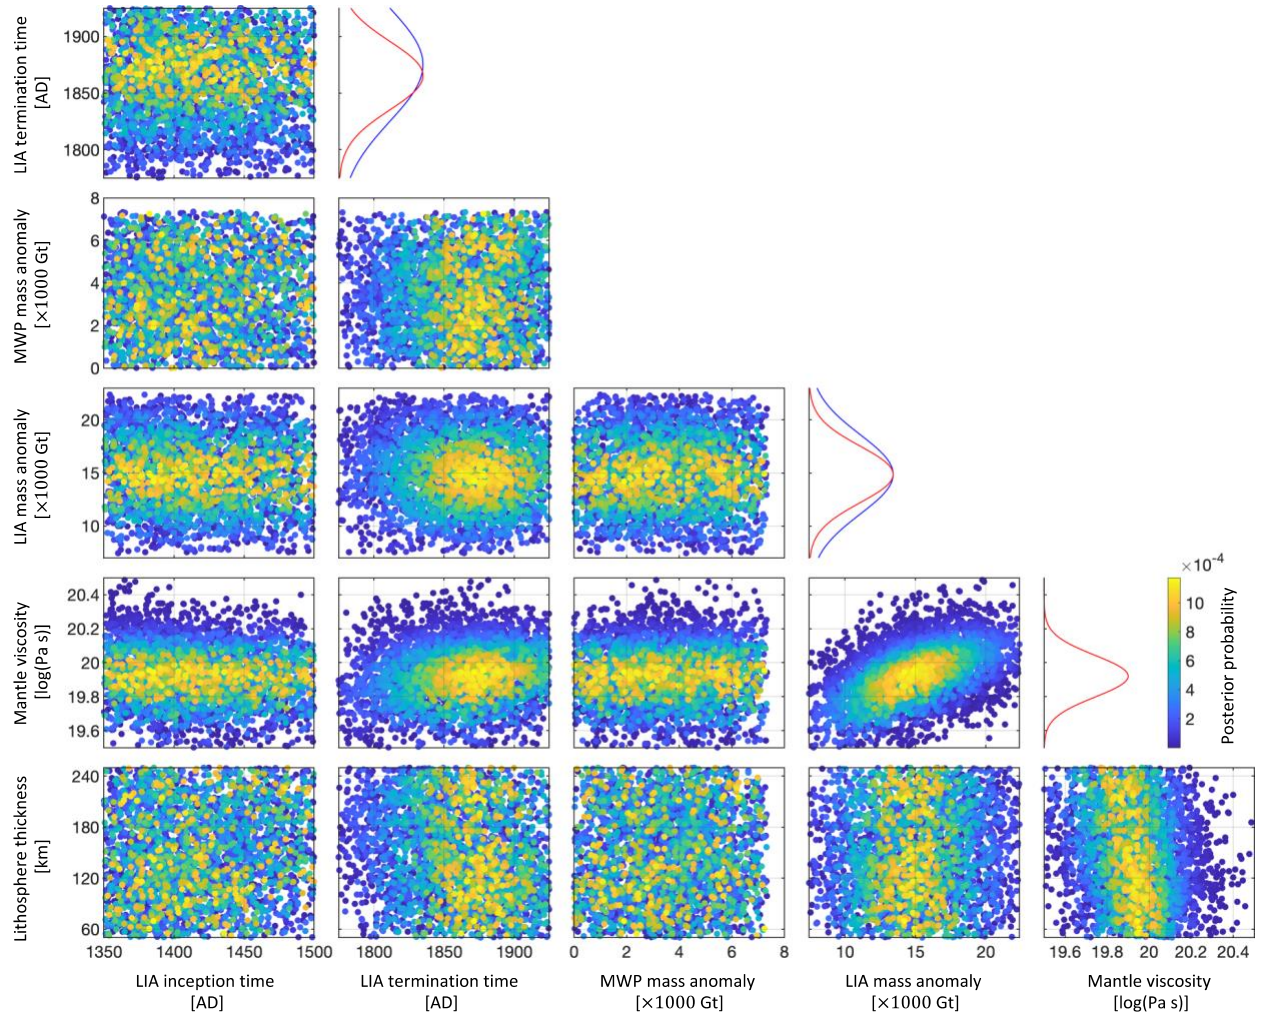 LIA termination time
[AD]
1900
1850
1800
MWP mass anomaly
[×1000 Gt]
8
6
4
2
0
LIA mass anomaly
[×1000 Gt]
20
15
10
Mantle viscosity
[log(Pa s)]
20.4
20.2
20
19.8
19.6
×10⁻⁴
10
8
6
4
2
Posterior probability
Lithosphere thickness
[km]
240
180
120
60
1350 1400 1450 1500
1800 1850 1900
0 2 4 6 8
10 15 20
19.6 19.8 20 20.2 20.4
LIA inception time
[AD]
LIA termination time
[AD]
MWP mass anomaly
[×1000 Gt]
LIA mass anomaly
[×1000 Gt]
Mantle viscosity
[log(Pa s)]